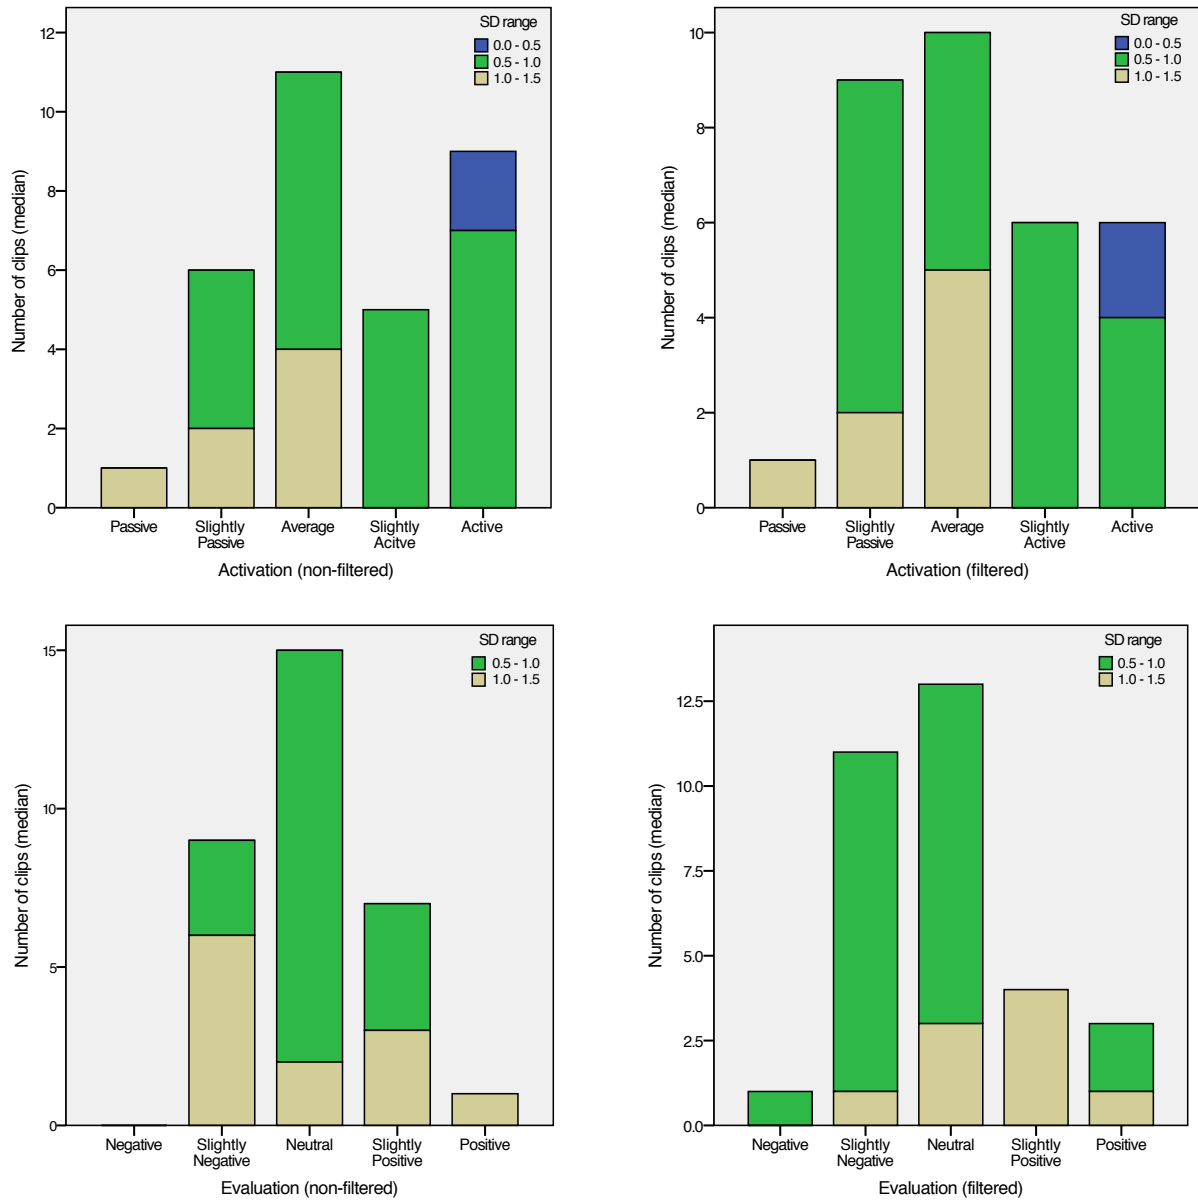 SD range
0.0 - 0.5
0.5 - 1.0
1.0 - 1.5
12
10
8
6
4
2
0
Number of clips (median)
Passive
Slightly
Passive
Average
Slightly
Acitve
Active
Activation (non-filtered)
SD range
0.0 - 0.5
0.5 - 1.0
1.0 - 1.5
10
8
6
4
2
0
Number of clips (median)
Passive
Slightly
Passive
Average
Slightly
Active
Active
Activation (filtered)
SD range
0.5 - 1.0
1.0 - 1.5
15
10
5
0
Number of clips (median)
Negative
Slightly
Negative
Neutral
Slightly
Positive
Positive
Evaluation (non-filtered)
SD range
0.5 - 1.0
1.0 - 1.5
12.5
10.0
7.5
5.0
2.5
0.0
Number of clips (median)
Negative
Slightly
Negative
Neutral
Slightly
Positive
Positive
Evaluation (filtered)